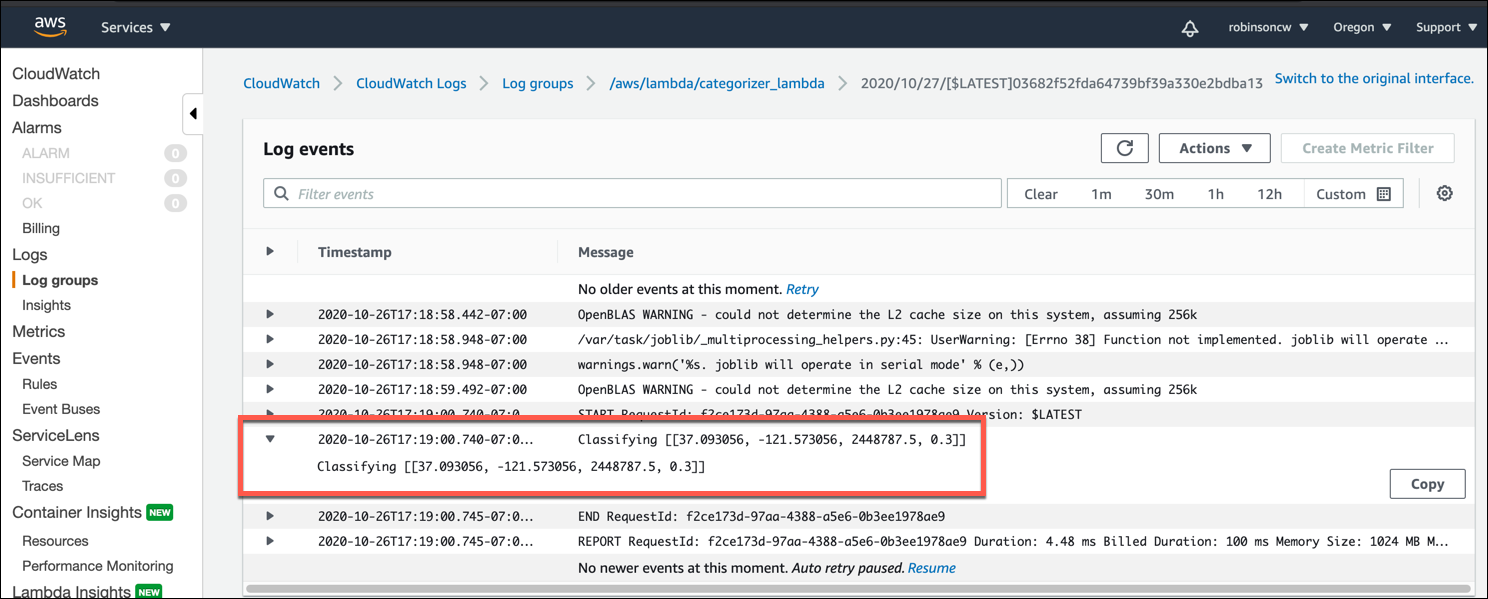 aws Services robinsoncw Oregon Support
CloudWatch
Dashboards
Alarms
ALARM 0
INSUFFICIENT 0
OK 0
Billing
Logs
Log groups
Insights
Metrics
Events
Rules
Event Buses
ServiceLens
Service Map
Traces
Container Insights NEW
Resources
Performance Monitoring
Lambda Insights NEW
CloudWatch CloudWatch Logs Log groups /aws/lambda/categorizer_lambda 2020/10/27/[$LATEST]03682f52fda64739bf39a330e2bdba13 Switch to the original interface.
Log events Actions Create Metric Filter
Filter events Clear 1m 30m 1h 12h Custom
Timestamp Message
No older events at this moment. Retry
2020-10-26T17:18:58.442-07:00 OpenBLAS WARNING - could not determine the L2 cache size on this system, assuming 256k
2020-10-26T17:18:58.948-07:00 /var/task/joblib/_multiprocessing_helpers.py:45: UserWarning: [Errno 38] Function not implemented. joblib will operate ...
2020-10-26T17:18:58.948-07:00 warnings.warn('%s. joblib will operate in serial mode' % (e,))
2020-10-26T17:18:59.492-07:00 OpenBLAS WARNING - could not determine the L2 cache size on this system, assuming 256k
2020-10-26T17:19:00.740-07:0... START RequestId: f2ce173d-97aa-4388-a5e6-0b3ee1978ae9 Version: $LATEST
2020-10-26T17:19:00.740-07:0... Classifying [[37.093056, -121.573056, 2448787.5, 0.3]]
Classifying [[37.093056, -121.573056, 2448787.5, 0.3]]
Copy
2020-10-26T17:19:00.745-07:0... END RequestId: f2ce173d-97aa-4388-a5e6-0b3ee1978ae9
2020-10-26T17:19:00.745-07:0... REPORT RequestId: f2ce173d-97aa-4388-a5e6-0b3ee1978ae9 Duration: 4.48 ms Billed Duration: 100 ms Memory Size: 1024 MB M...
No newer events at this moment. Auto retry paused. Resume